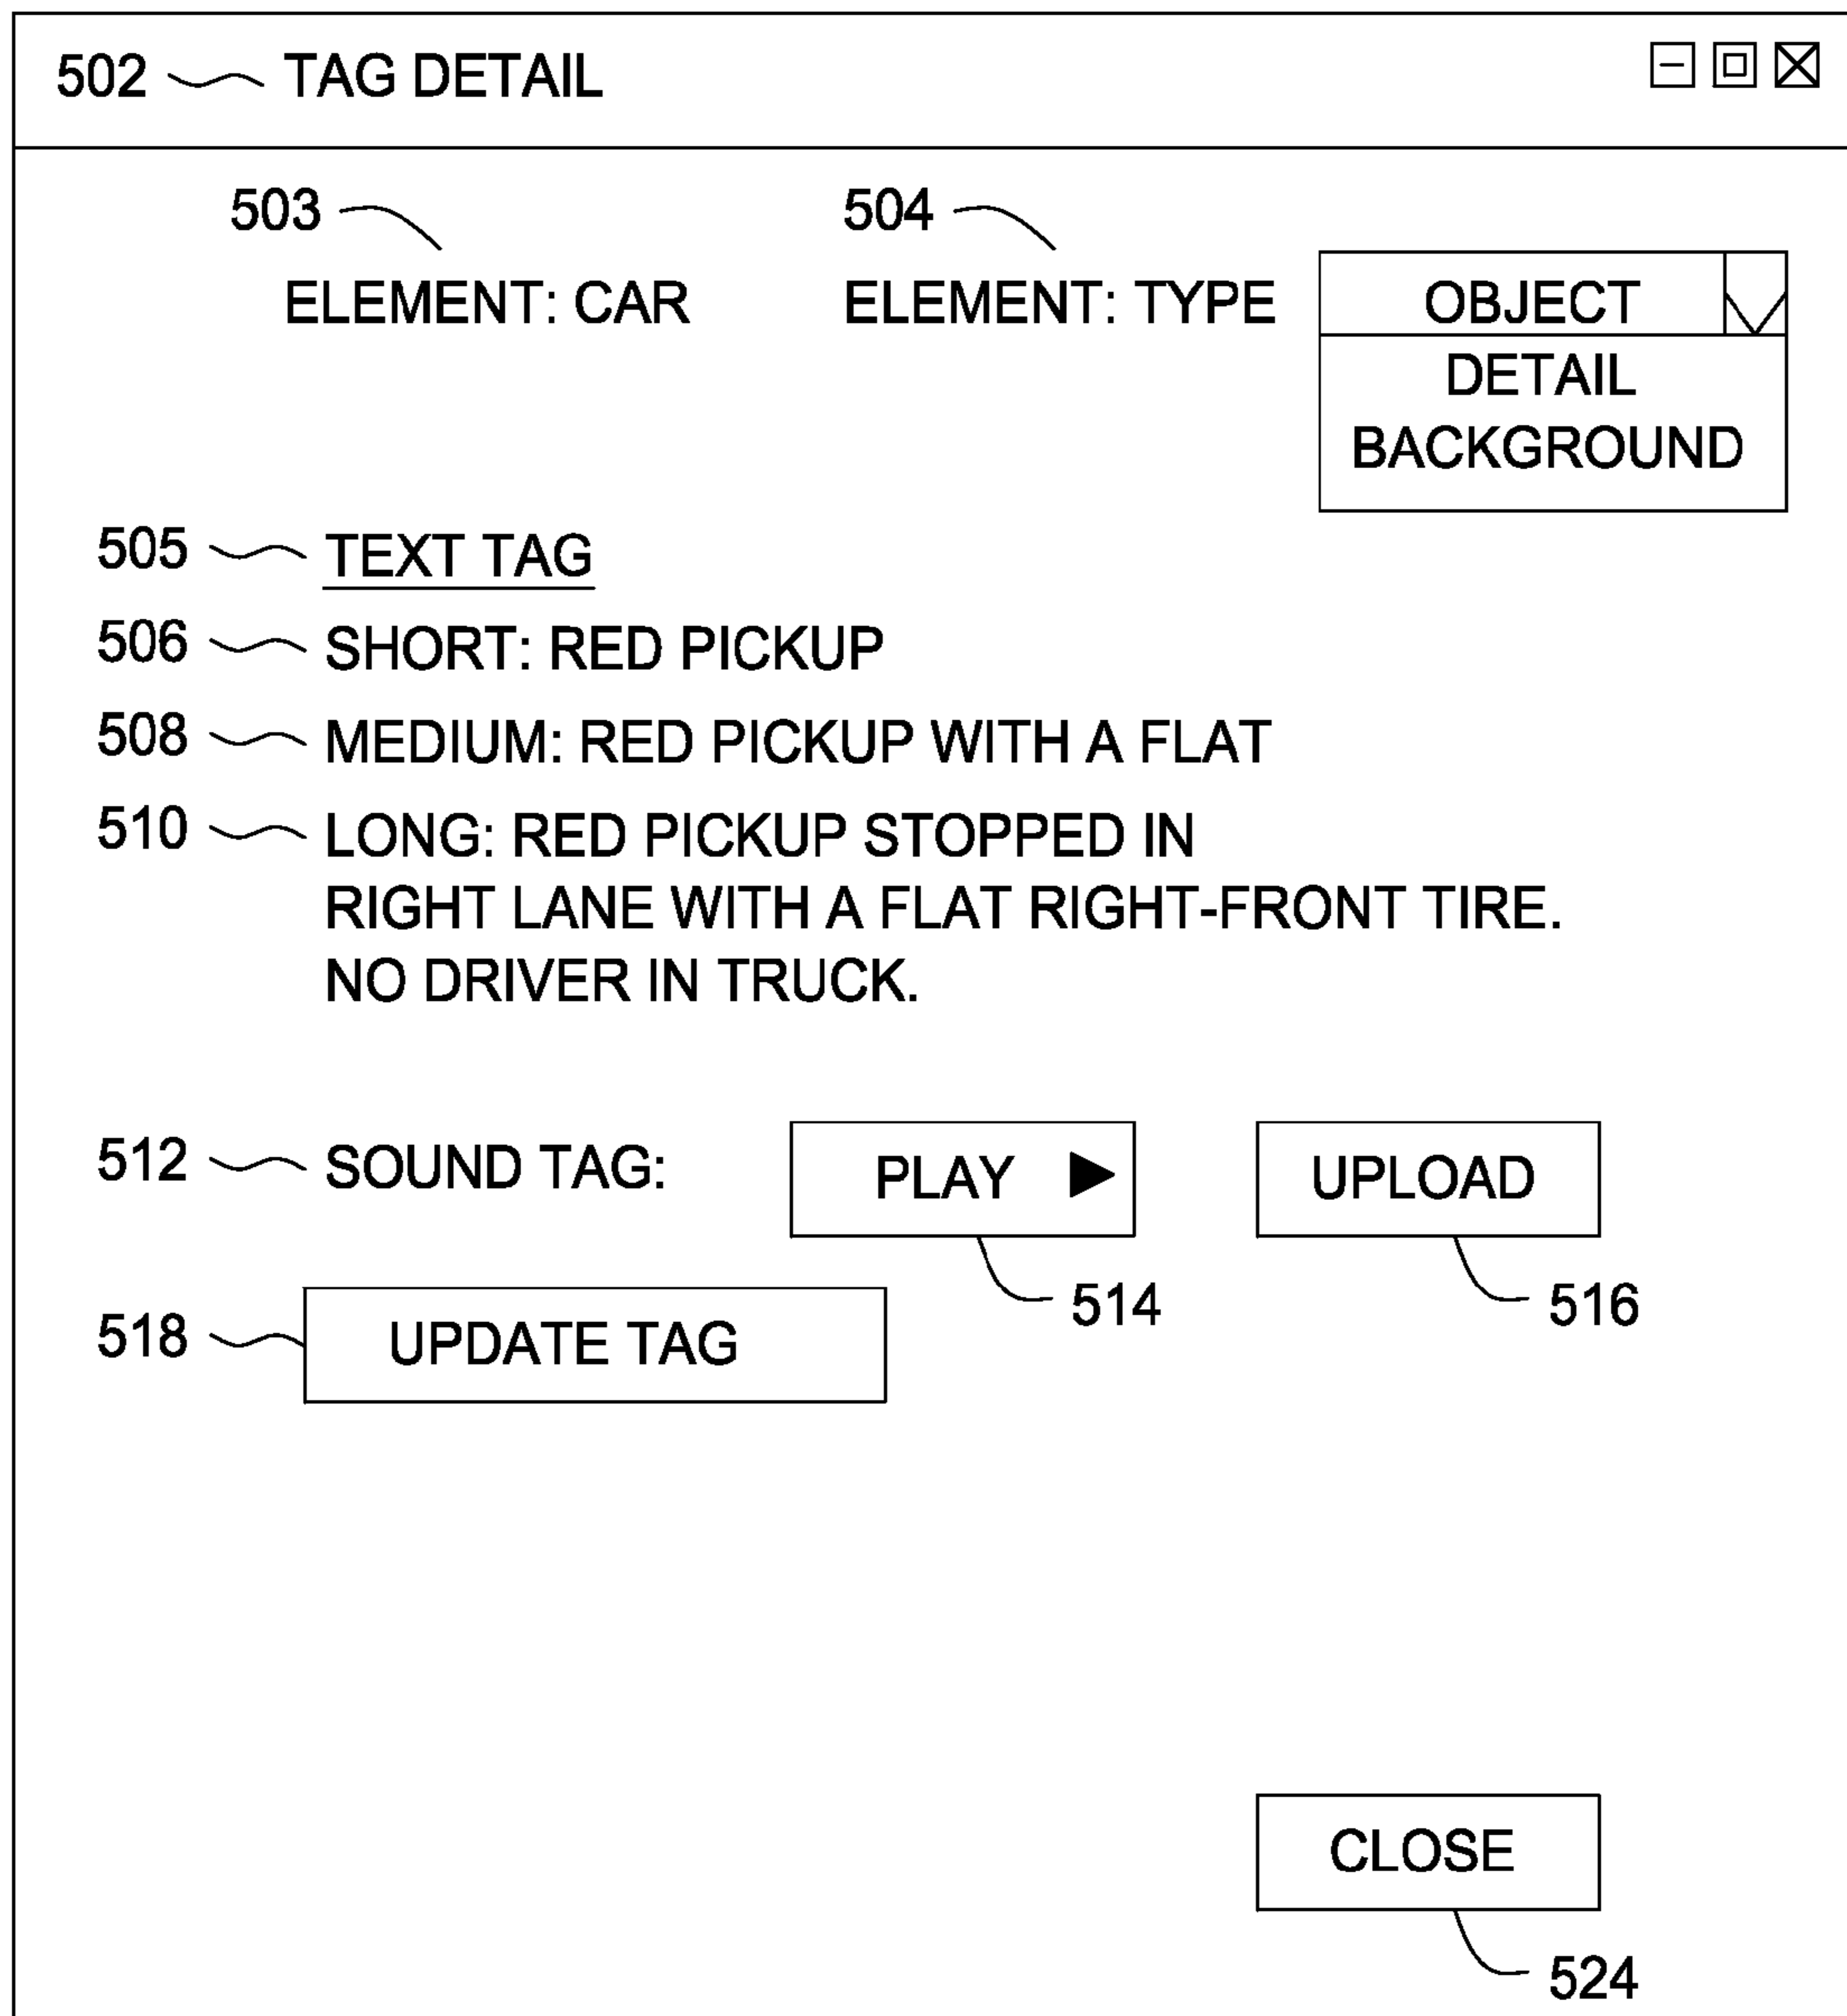 502 TAG DETAIL
503 504
ELEMENT: CAR ELEMENT: TYPE OBJECT
DETAIL
BACKGROUND
505 TEXT TAG
506 SHORT: RED PICKUP
508 MEDIUM: RED PICKUP WITH A FLAT
510 LONG: RED PICKUP STOPPED IN
RIGHT LANE WITH A FLAT RIGHT-FRONT TIRE.
NO DRIVER IN TRUCK.
512 SOUND TAG: PLAY UPLOAD
514 516
518 UPDATE TAG
CLOSE
524